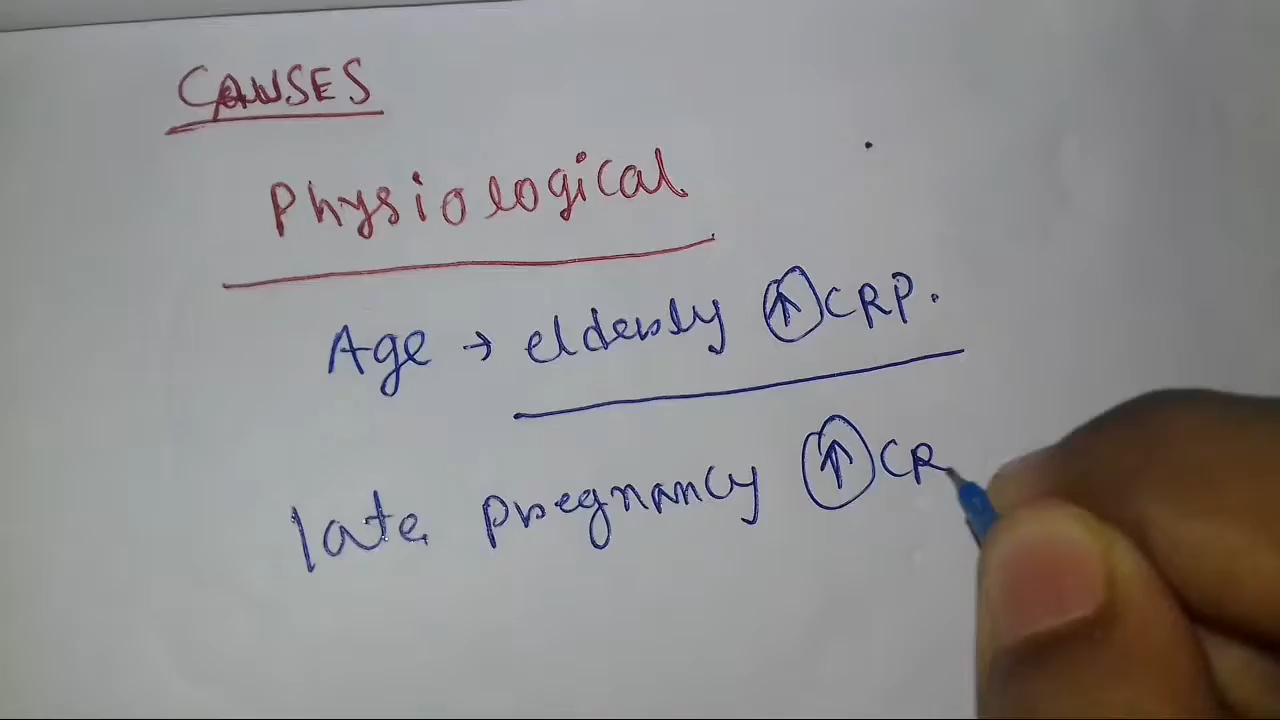 CAUSES
Physiological
Age → elderly ↑ CRP.
late pregnancy ↑ CR